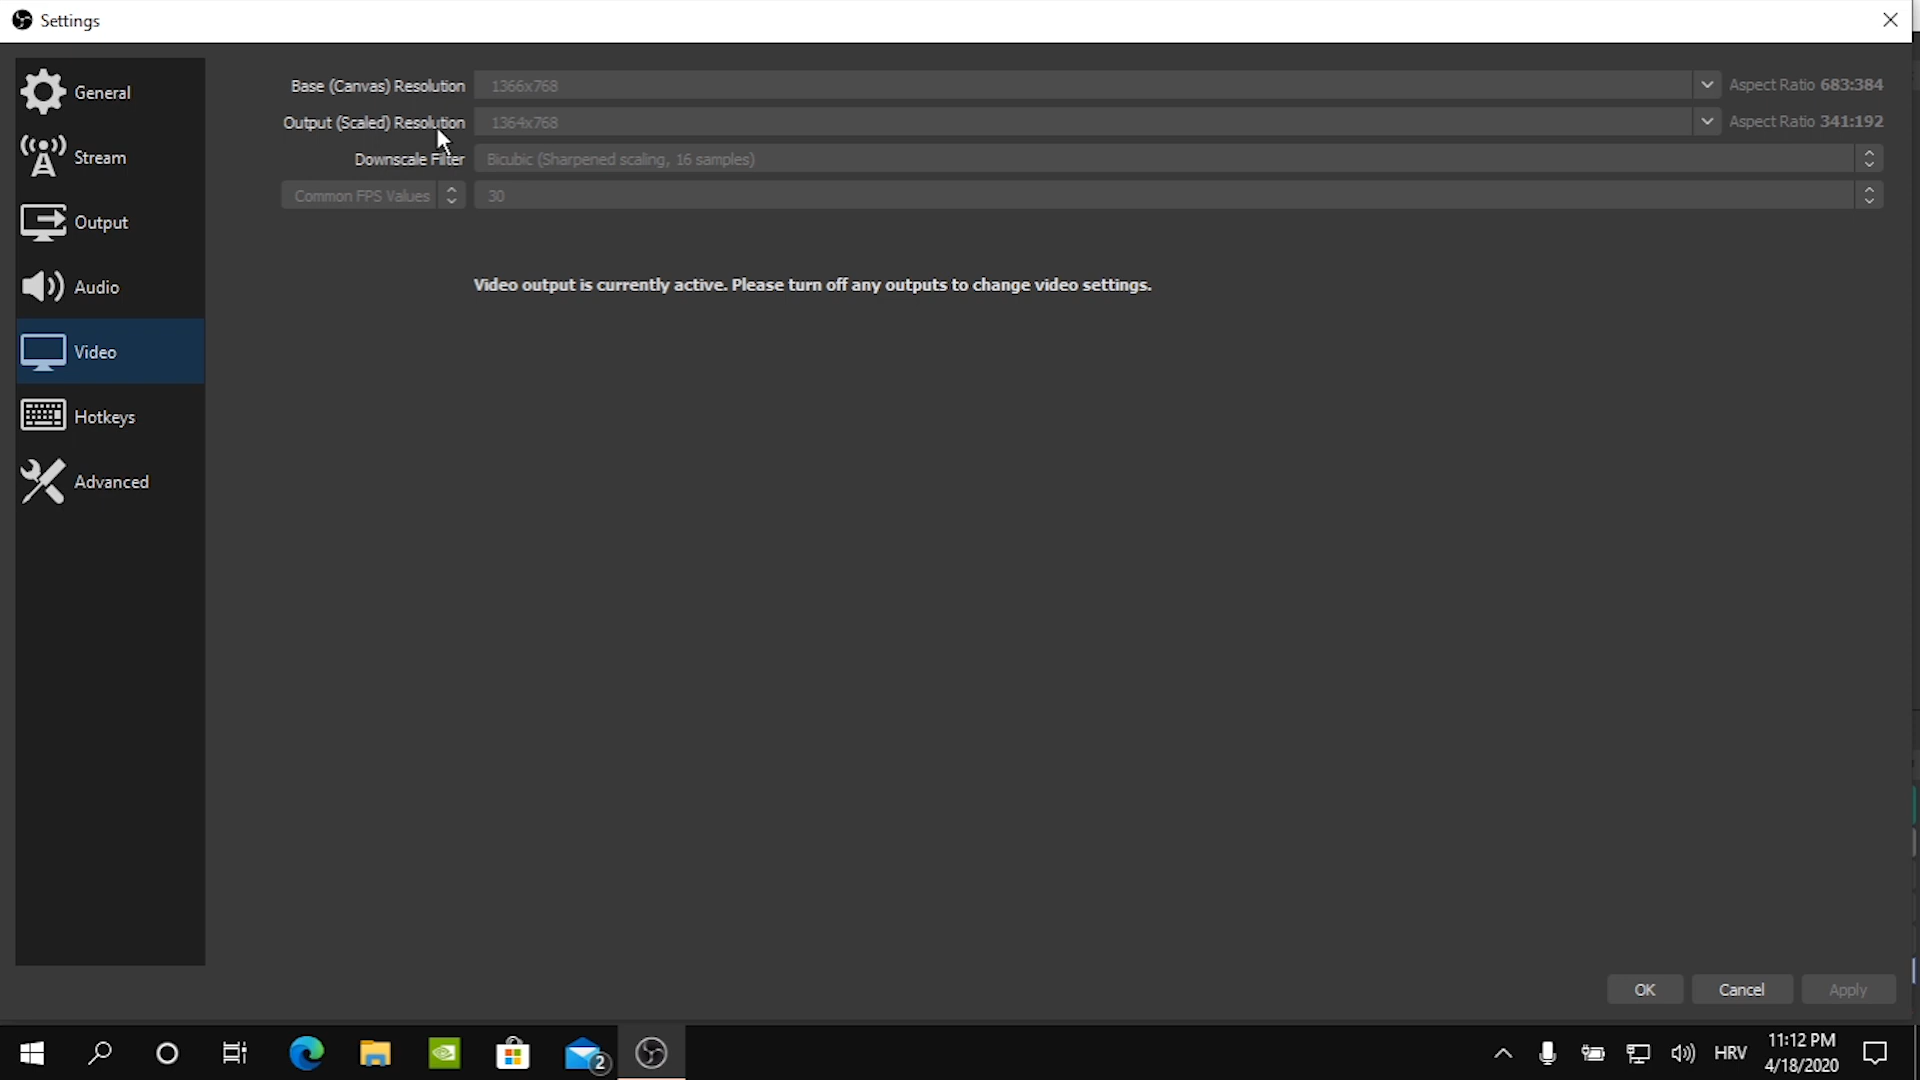 Settings
General
Stream
Output
Audio
Video
Hotkeys
Advanced
Base (Canvas) Resolution 1366x768 Aspect Ratio 683:384
Output (Scaled) Resolution 1364x768 Aspect Ratio 341:192
Downscale Filter Bicubic (Sharpened scaling, 16 samples)
Common FPS Values 30
Video output is currently active. Please turn off any outputs to change video settings.
OK Cancel Apply
2
HRV
11:12 PM
4/18/2020